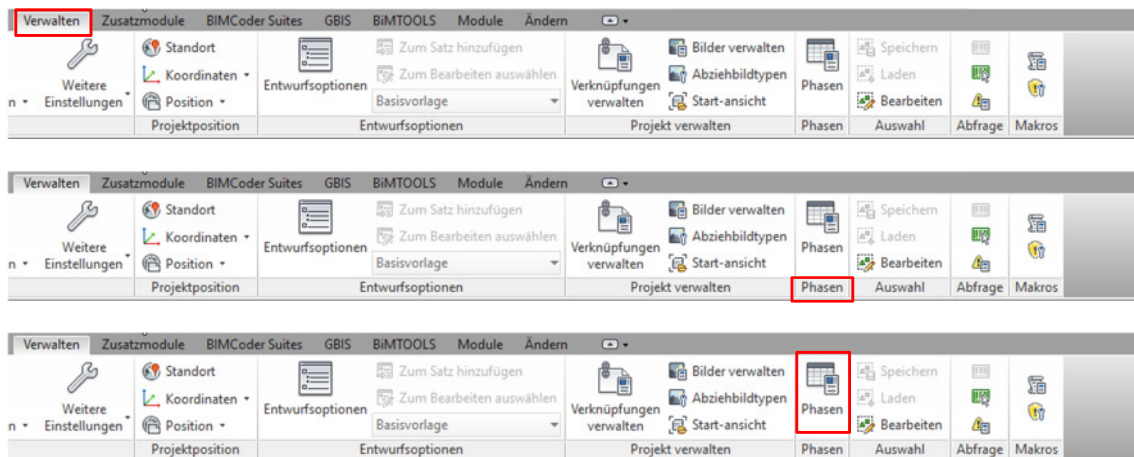 Verwalten Zusatzmodule BIMCoder Suites GBIS BiMTOOLS Module Ändern
Standort Zum Satz hinzufügen Bilder verwalten Speichern
Koordinaten Zum Bearbeiten auswählen Abziehbildtypen Laden
Weitere Entwurfsoptionen Verknüpfungen Phasen
n Einstellungen Position Basisvorlage verwalten Start-ansicht Bearbeiten
Projektposition Entwurfsoptionen Projekt verwalten Phasen Auswahl Abfrage Makros
Verwalten Zusatzmodule BIMCoder Suites GBIS BiMTOOLS Module Ändern
Standort Zum Satz hinzufügen Bilder verwalten Speichern
Koordinaten Zum Bearbeiten auswählen Abziehbildtypen Laden
Weitere Entwurfsoptionen Verknüpfungen Phasen
n Einstellungen Position Basisvorlage verwalten Start-ansicht Bearbeiten
Projektposition Entwurfsoptionen Projekt verwalten Phasen Auswahl Abfrage Makros
Verwalten Zusatzmodule BIMCoder Suites GBIS BiMTOOLS Module Ändern
Standort Zum Satz hinzufügen Bilder verwalten Speichern
Koordinaten Zum Bearbeiten auswählen Abziehbildtypen Laden
Weitere Entwurfsoptionen Verknüpfungen Phasen
n Einstellungen Position Basisvorlage verwalten Start-ansicht Bearbeiten
Projektposition Entwurfsoptionen Projekt verwalten Phasen Auswahl Abfrage Makros